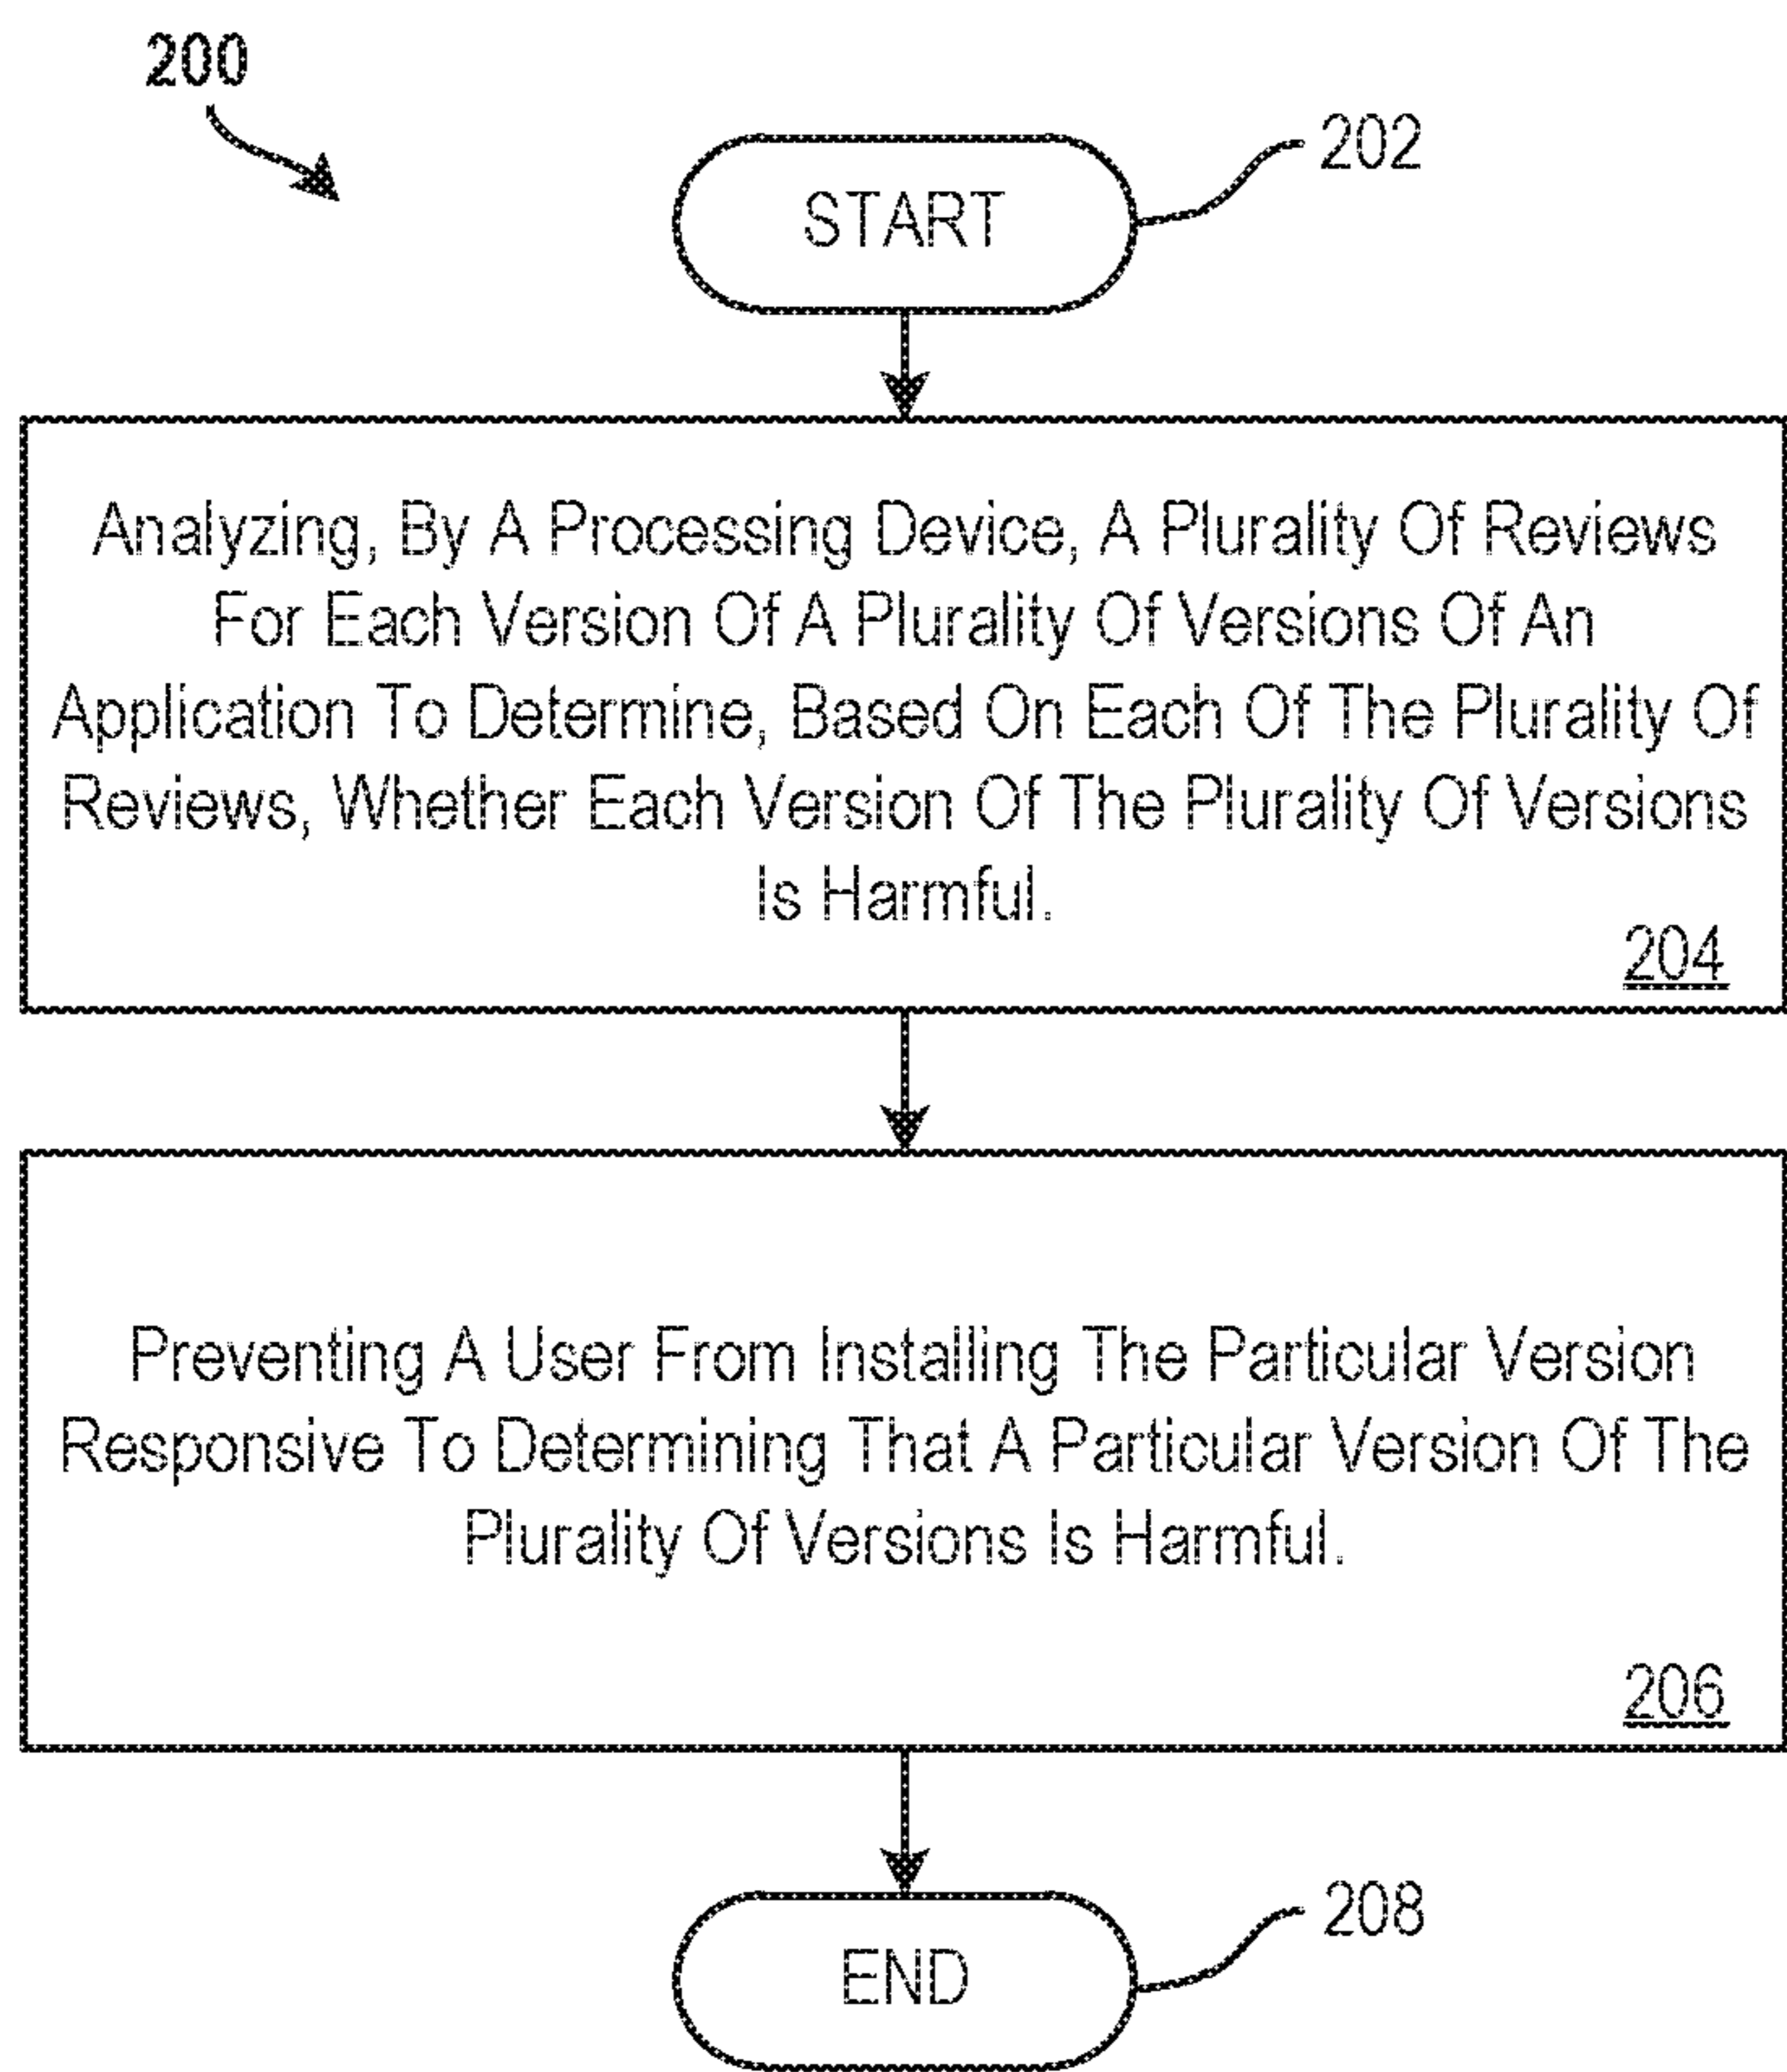 200
202
START
Analyzing, By A Processing Device, A Plurality Of Reviews
For Each Version Of A Plurality Of Versions Of An
Application To Determine, Based On Each Of The Plurality Of
Reviews, Whether Each Version Of The Plurality Of Versions
Is Harmful.
204
Preventing A User From Installing The Particular Version
Responsive To Determining That A Particular Version Of The
Plurality Of Versions Is Harmful.
206
208
END